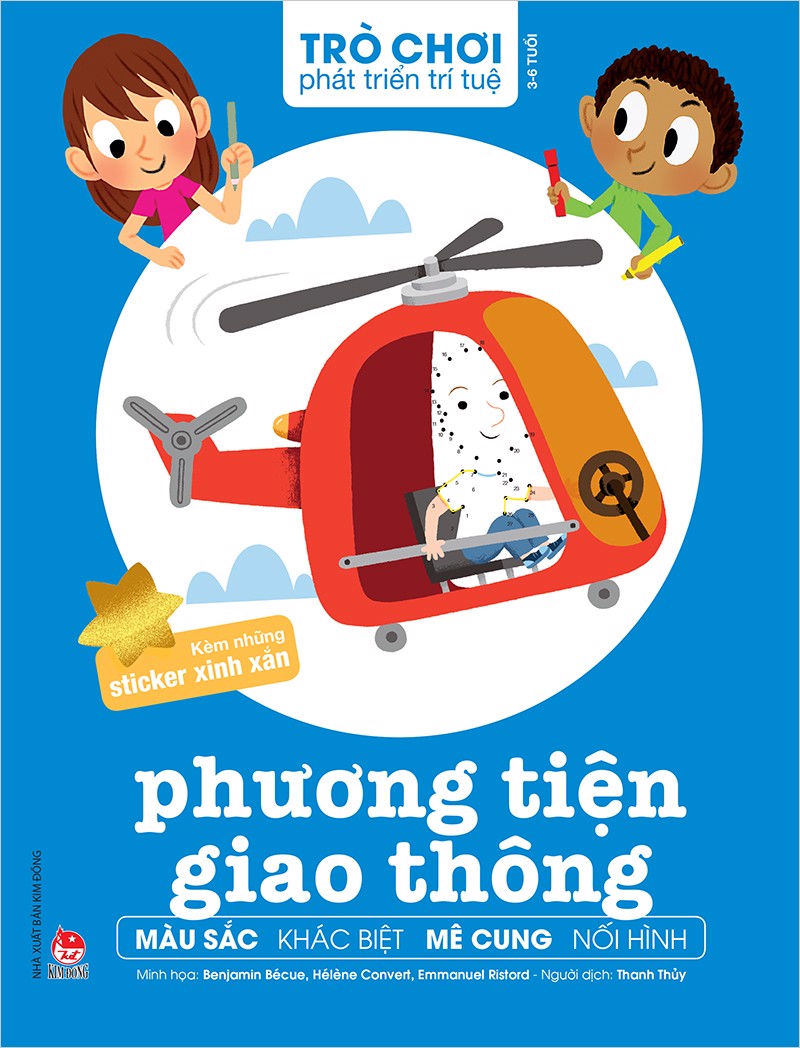 TRÒ CHƠI
phát triển trí tuệ
3-6 TUỔI
Kèm những
sticker xinh xắn
phương tiện
giao thông
MÀU SẮC KHÁC BIỆT MÊ CUNG NỐI HÌNH
Minh họa: Benjamin Bécue, Hélène Convert, Emmanuel Ristord - Người dịch: Thanh Thủy
NHÀ XUẤT BẢN KIM ĐỒNG
KIM ĐỒNG